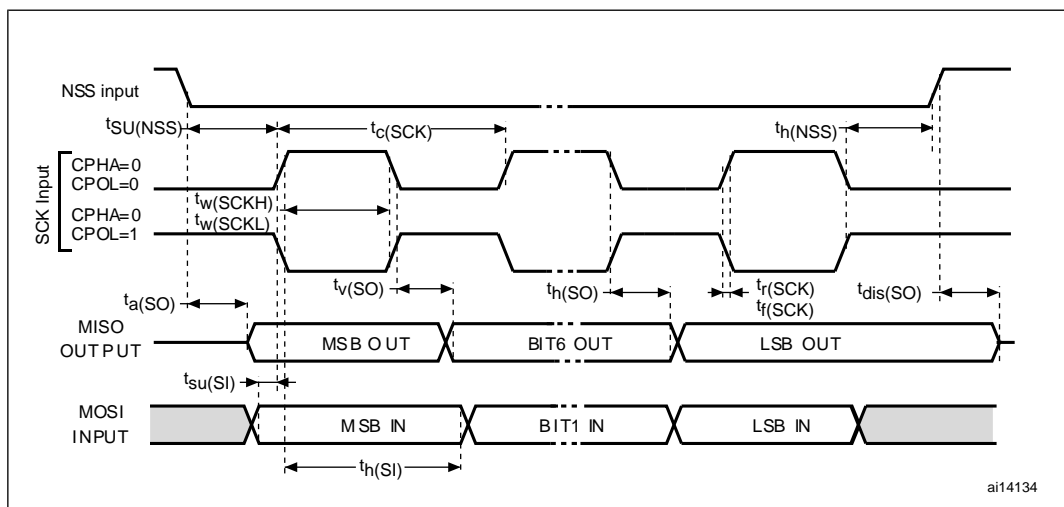 NSS input
tSU(NSS)
tc(SCK)
th(NSS)
SCK Input
CPHA=0
CPOL=0
tw(SCKH)
tw(SCKL)
CPHA=0
CPOL=1
ta(SO)
tv(SO)
th(SO)
tr(SCK)
tf(SCK)
tdis(SO)
MISO
OUTPUT
MSB OUT
BIT6 OUT
LSB OUT
tsu(SI)
MOSI
INPUT
MSB IN
BIT1 IN
LSB IN
th(SI)
ai14134